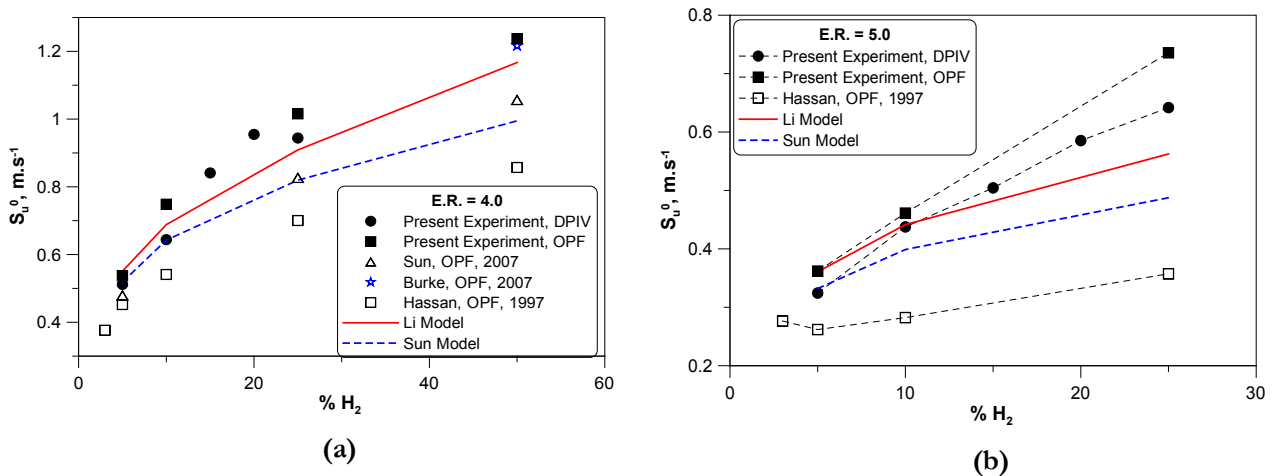 1.2
1
0.8
0.6
0.4
S_u^0, m.s^-1
0
20
40
60
% H_2
E.R. = 4.0
Present Experiment, DPIV
Present Experiment, OPF
Sun, OPF, 2007
Burke, OPF, 2007
Hassan, OPF, 1997
Li Model
Sun Model
(a)
0.8
0.6
0.4
0.2
S_u^0, m.s^-1
0
10
20
30
% H_2
E.R. = 5.0
Present Experiment, DPIV
Present Experiment, OPF
Hassan, OPF, 1997
Li Model
Sun Model
(b)